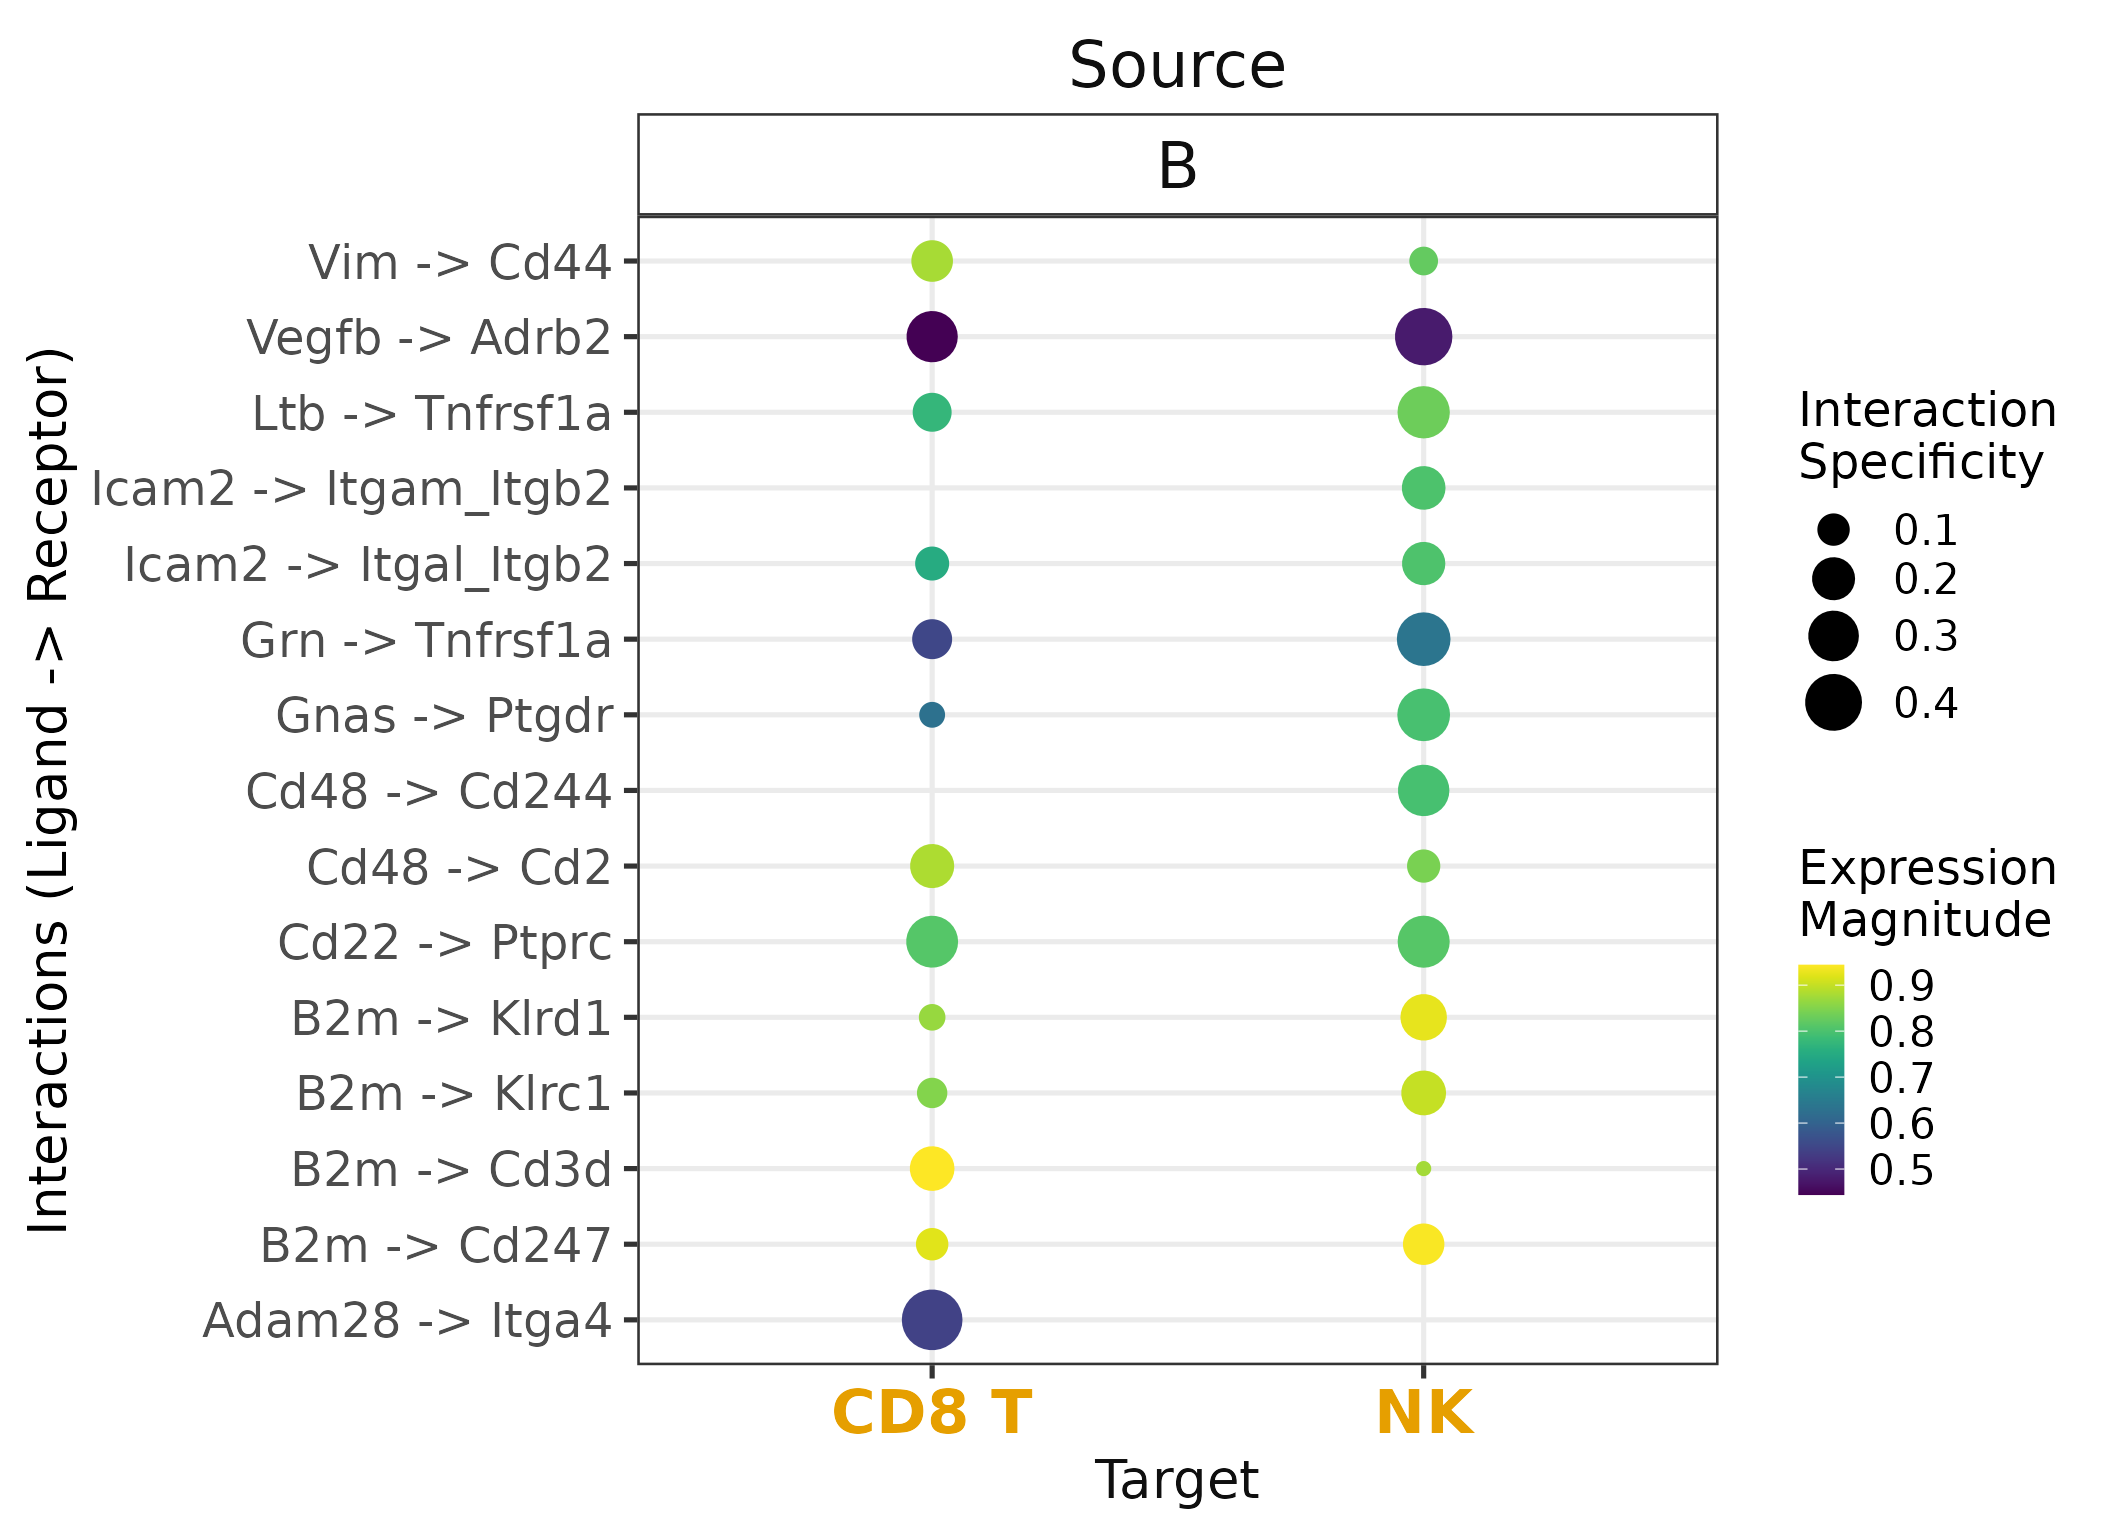 Source
B
Interactions (Ligand -> Receptor)
Vim -> Cd44
Vegfb -> Adrb2
Ltb -> Tnfrsf1a
Icam2 -> Itgam_Itgb2
Icam2 -> Itgal_Itgb2
Grn -> Tnfrsf1a
Gnas -> Ptgdr
Cd48 -> Cd244
Cd48 -> Cd2
Cd22 -> Ptprc
B2m -> Klrd1
B2m -> Klrc1
B2m -> Cd3d
B2m -> Cd247
Adam28 -> Itga4
CD8 T
NK
Target
Interaction
Specificity
0.1
0.2
0.3
0.4
Expression
Magnitude
0.9
0.8
0.7
0.6
0.5